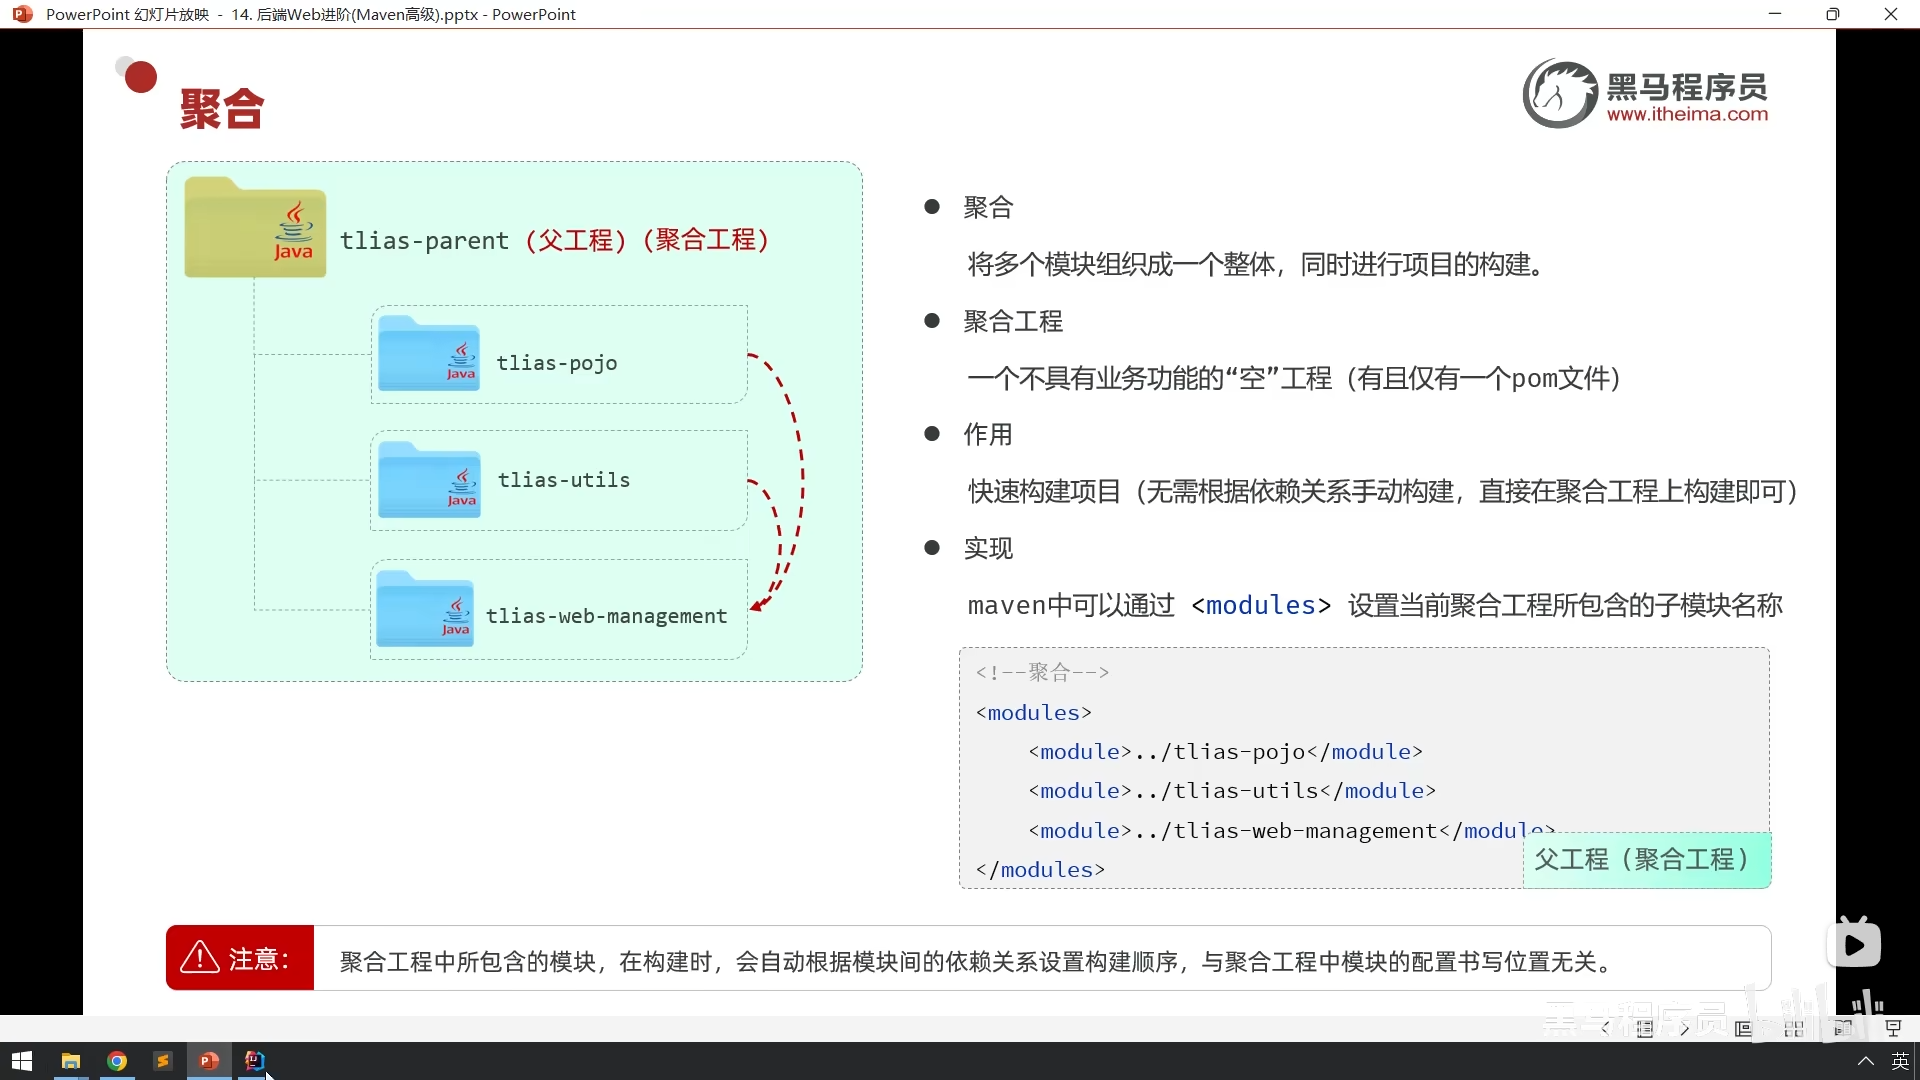 PowerPoint 幻灯片放映 - 14. 后端Web进阶(Maven高级).pptx - PowerPoint
聚合
黑马程序员
www.itheima.com
Java
tlias-parent（父工程）（聚合工程）
Java
tlias-pojo
Java
tlias-utils
Java
tlias-web-management
聚合
将多个模块组织成一个整体，同时进行项目的构建。
聚合工程
一个不具有业务功能的“空”工程（有且仅有一个pom文件）
作用
快速构建项目（无需根据依赖关系手动构建，直接在聚合工程上构建即可）
实现
maven中可以通过 <modules> 设置当前聚合工程所包含的子模块名称
<!--聚合-->
<modules>
<module>../tlias-pojo</module>
<module>../tlias-utils</module>
<module>../tlias-web-management</module>
</modules>
父工程（聚合工程）
注意：
聚合工程中所包含的模块，在构建时，会自动根据模块间的依赖关系设置构建顺序，与聚合工程中模块的配置书写位置无关。
黑马程序员
英